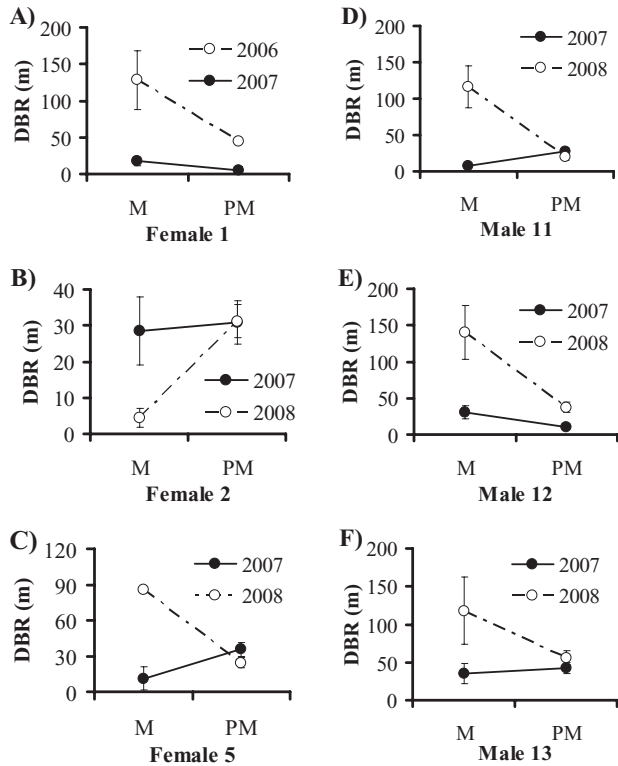 A)
200
150
100
50
0
DBR (m)
2006
2007
M PM
Female 1
B)
40
30
20
10
0
DBR (m)
2007
2008
M PM
Female 2
C)
120
90
60
30
0
DBR (m)
2007
2008
M PM
Female 5
D)
200
150
100
50
0
DBR (m)
2007
2008
M PM
Male 11
E)
200
150
100
50
0
DBR (m)
2007
2008
M PM
Male 12
F)
200
150
100
50
0
DBR (m)
2007
2008
M PM
Male 13